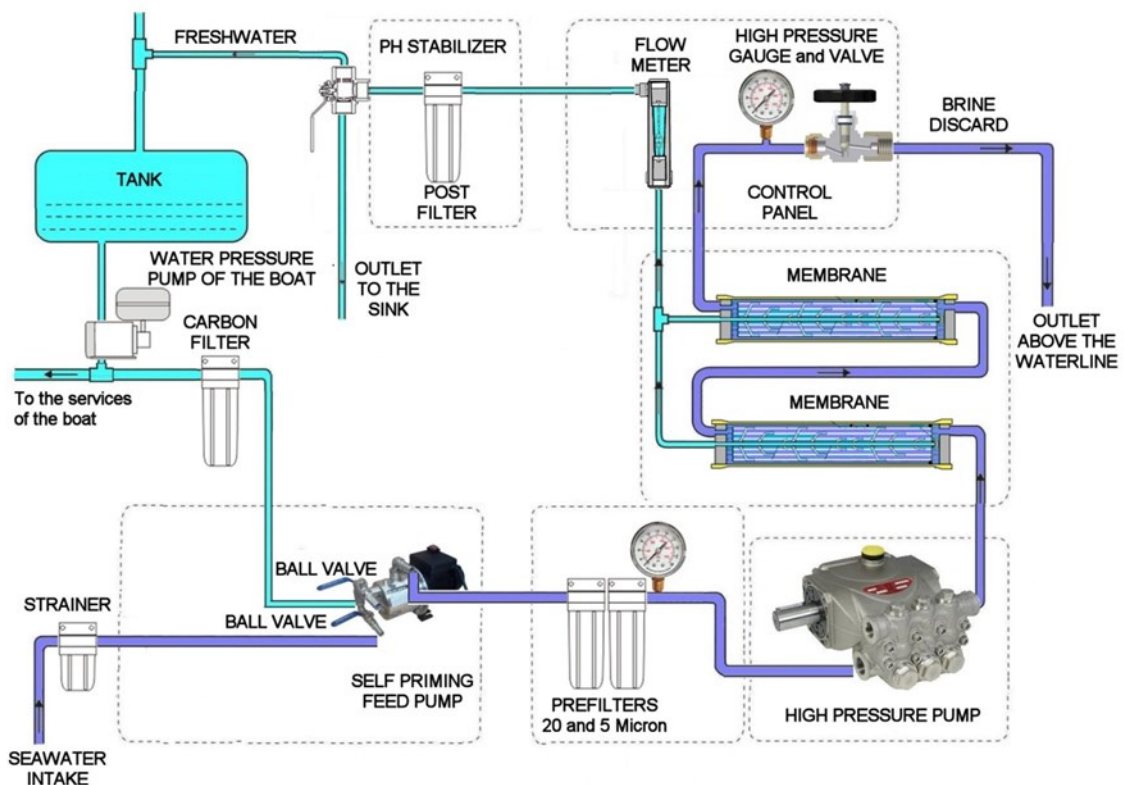 FRESHWATER
PH STABILIZER
FLOW
METER
HIGH PRESSURE
GAUGE and VALVE
BRINE
DISCARD
TANK
POST
FILTER
CONTROL
PANEL
WATER PRESSURE
PUMP OF THE BOAT
OUTLET
TO THE
SINK
MEMBRANE
OUTLET
ABOVE THE
WATERLINE
CARBON
FILTER
To the services
of the boat
MEMBRANE
BALL VALVE
STRAINER
BALL VALVE
SELF PRIMING
FEED PUMP
PREFILTERS
20 and 5 Micron
HIGH PRESSURE PUMP
SEAWATER
INTAKE